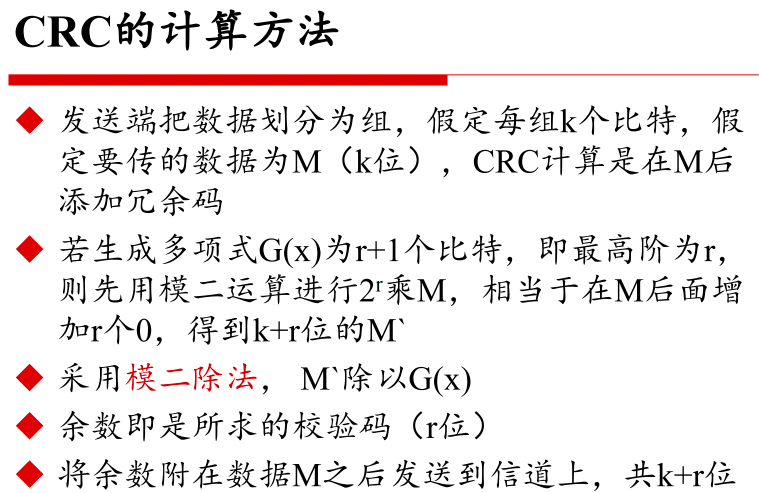 CRC的计算方法
发送端把数据划分为组，假定每组k个比特，假
定要传的数据为M（k位），CRC计算是在M后
添加冗余码
若生成多项式G(x)为r+1个比特，即最高阶为r，
则先用模二运算进行2ʳ乘M，相当于在M后面增
加r个0，得到k+r位的M`
采用模二除法， M`除以G(x)
余数即是所求的校验码（r位）
将余数附在数据M之后发送到信道上，共k+r位